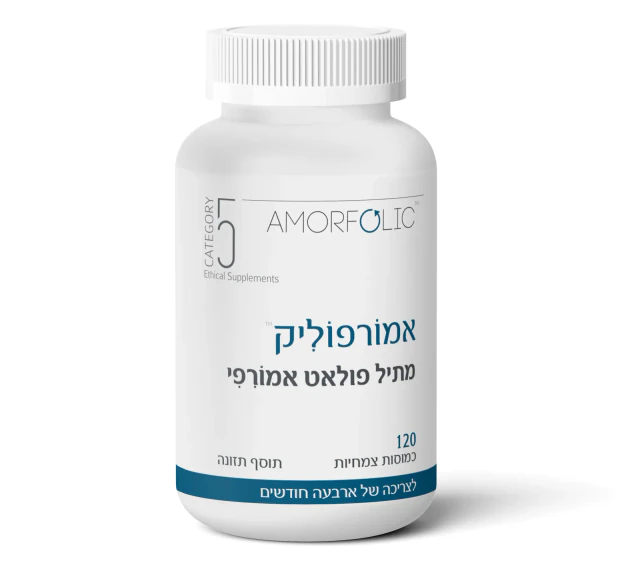 CATEGORY 5
Ethical Supplements
AMORFOLIC™
אמוֹרפוֹלִיק™
מתיל פולאט אמוֹרְפִי
120
כמוסות צמחיות
תוסף תזונה
לצריכה של ארבעה חודשים